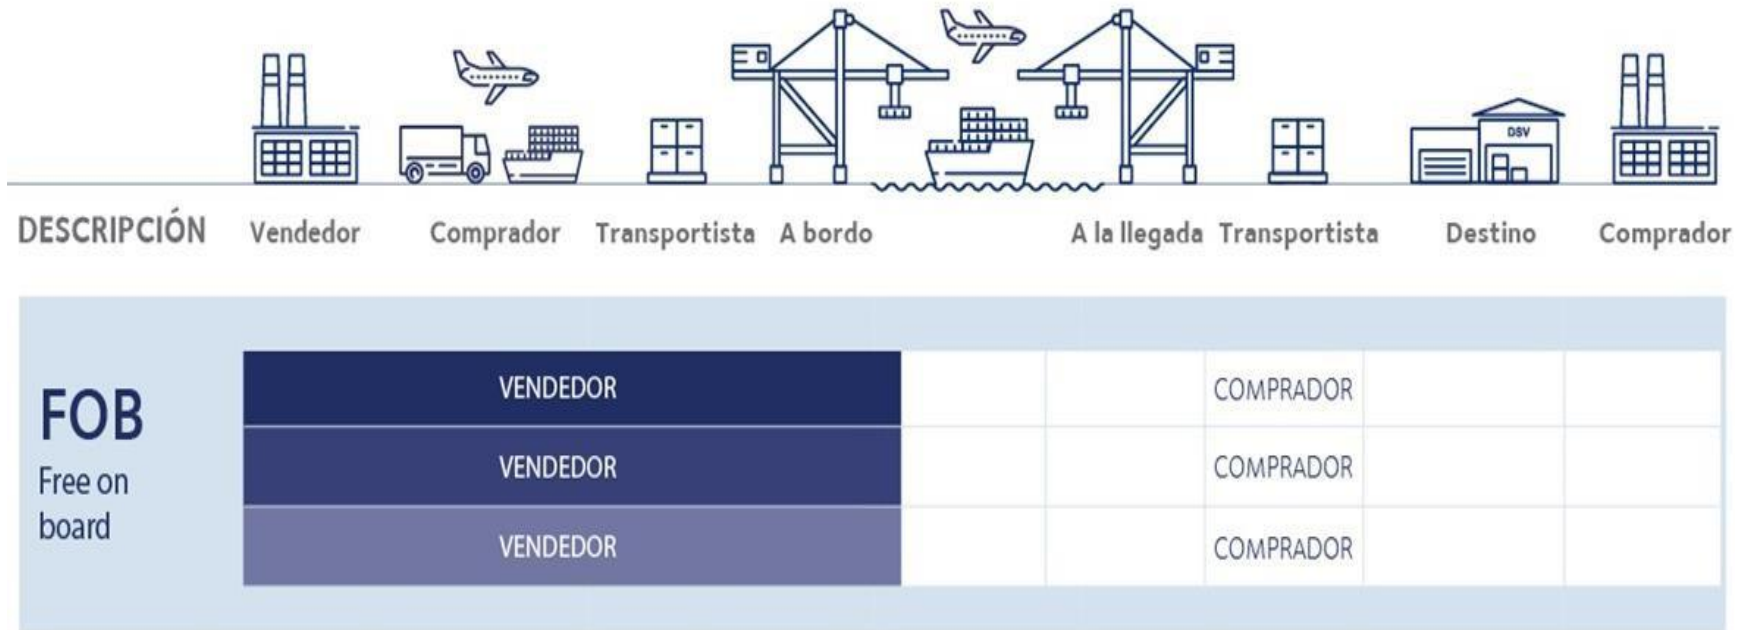 DSV
DESCRIPCIÓN Vendedor Comprador Transportista A bordo A la llegada Transportista Destino Comprador
FOB
Free on
board
VENDEDOR COMPRADOR
VENDEDOR COMPRADOR
VENDEDOR COMPRADOR